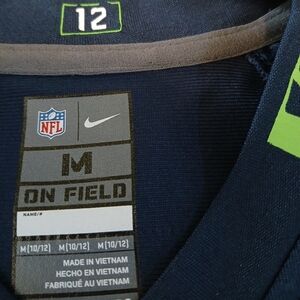 12
NFL
M
ON FIELD
NAME/#
M(10/12) M(10/12) M(10/12)
MADE IN VIETNAM
HECHO EN VIETNAM
FABRIQUÉ AU VIETNAM